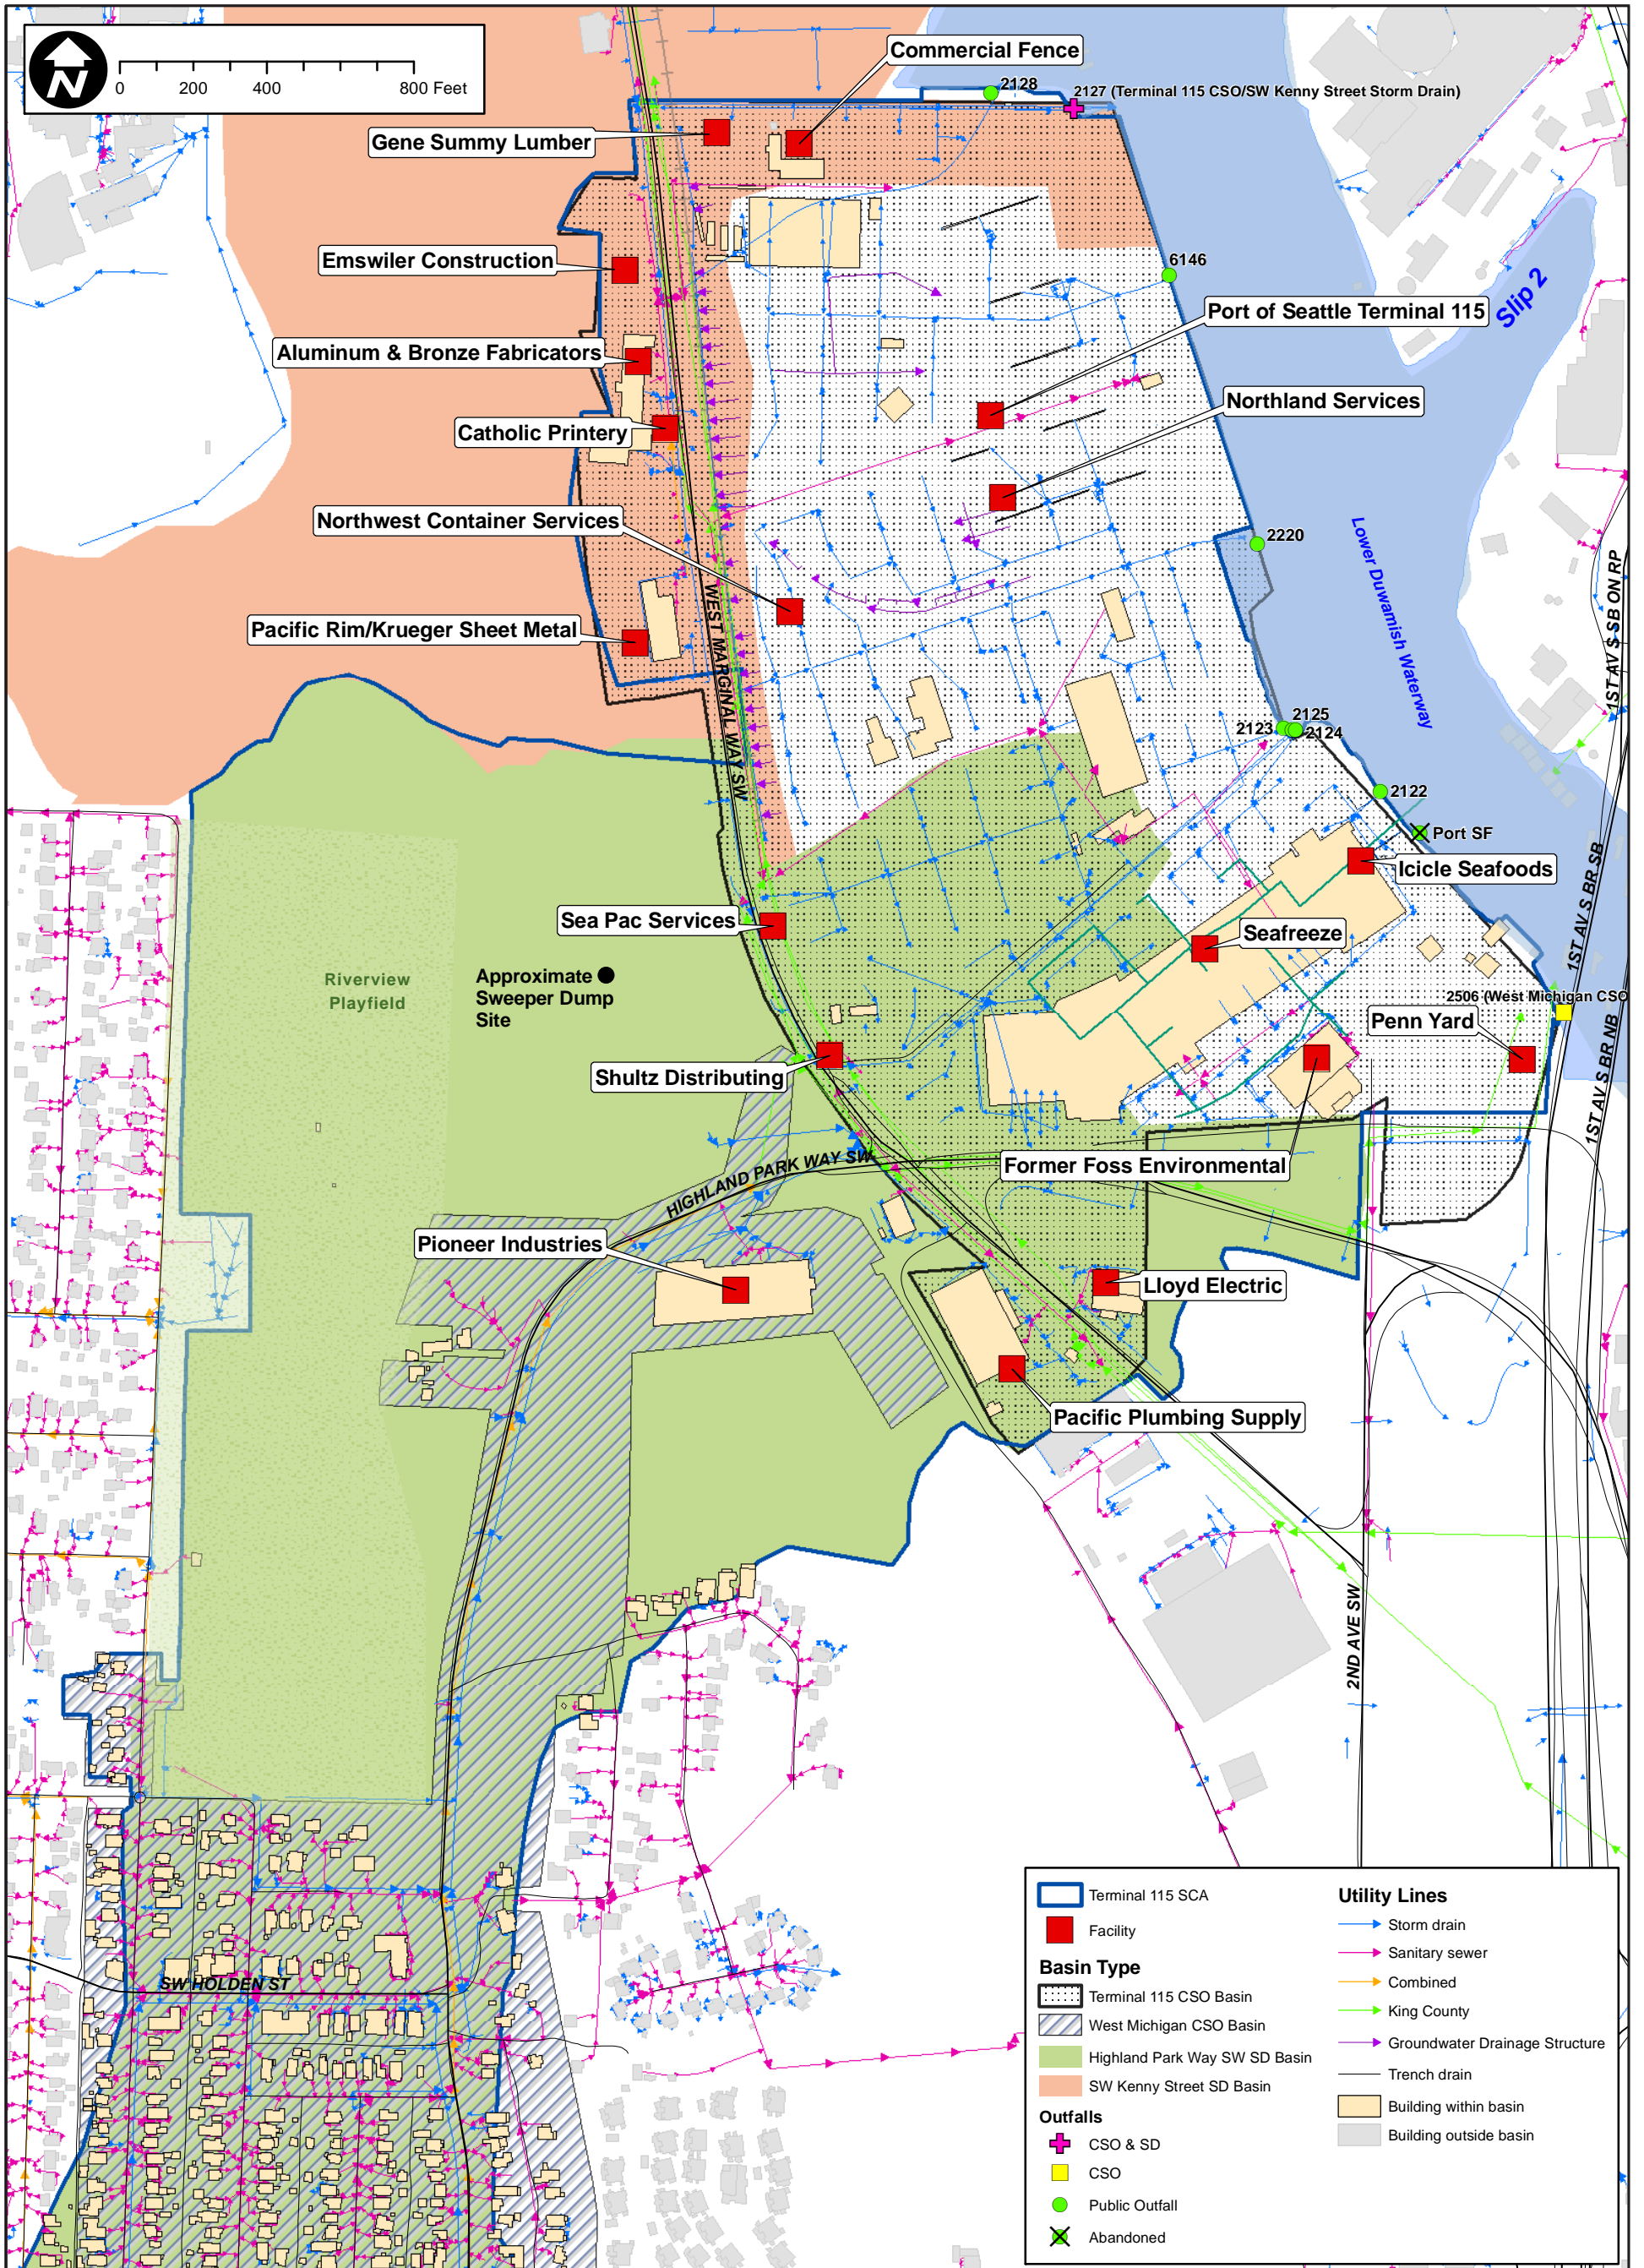 N
0 200 400 800 Feet
Commercial Fence
2128
2127 (Terminal 115 CSO/SW Kenny Street Storm Drain)
Gene Summy Lumber
Emswiler Construction
6146
Slip 2
Port of Seattle Terminal 115
Aluminum & Bronze Fabricators
Northland Services
Catholic Printery
Northwest Container Services
2220
Lower Duwamish Waterway
1ST AV S SB ON RP
Pacific Rim/Krueger Sheet Metal
WEST MARGINAL WAY SW
2125
2123
2124
2122
Port SF
Icicle Seafoods
1ST AV S BR SB
Sea Pac Services
Seafreeze
Riverview
Playfield
Approximate
Sweeper Dump
Site
2506 (West Michigan CSO
Penn Yard
1ST AV S BR NB
Shultz Distributing
HIGHLAND PARK WAY SW
Former Foss Environmental
Pioneer Industries
Lloyd Electric
Pacific Plumbing Supply
2ND AVE SW
SW HOLDEN ST
Terminal 115 SCA
Facility
Basin Type
Terminal 115 CSO Basin
West Michigan CSO Basin
Highland Park Way SW SD Basin
SW Kenny Street SD Basin
Outfalls
CSO & SD
CSO
Public Outfall
Abandoned
Utility Lines
Storm drain
Sanitary sewer
Combined
King County
Groundwater Drainage Structure
Trench drain
Building within basin
Building outside basin